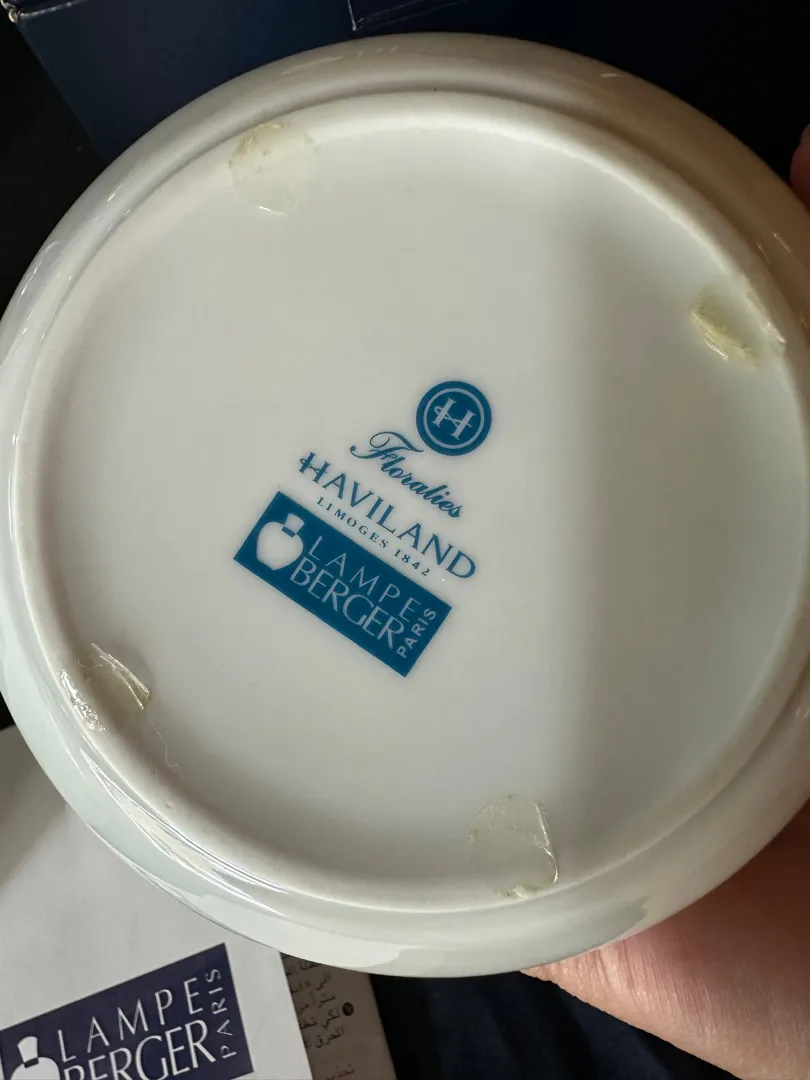 H
Floralies
HAVILAND
LIMOGES 1842
LAMPE
BERGER
PARIS
LAMPE
BERGER
PARIS